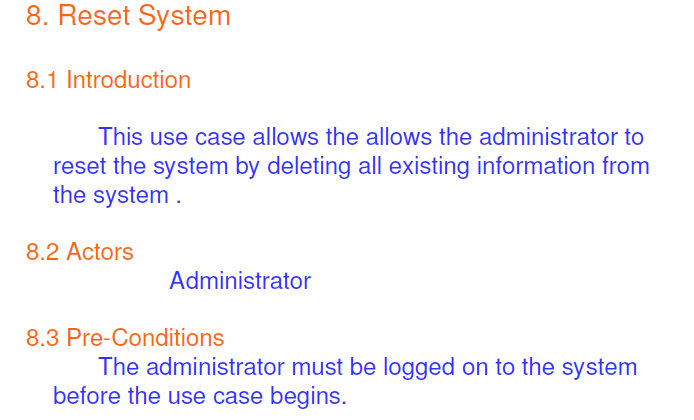 8. Reset System
8.1 Introduction
This use case allows the allows the administrator to
reset the system by deleting all existing information from
the system .
8.2 Actors
Administrator
8.3 Pre-Conditions
The administrator must be logged on to the system
before the use case begins.